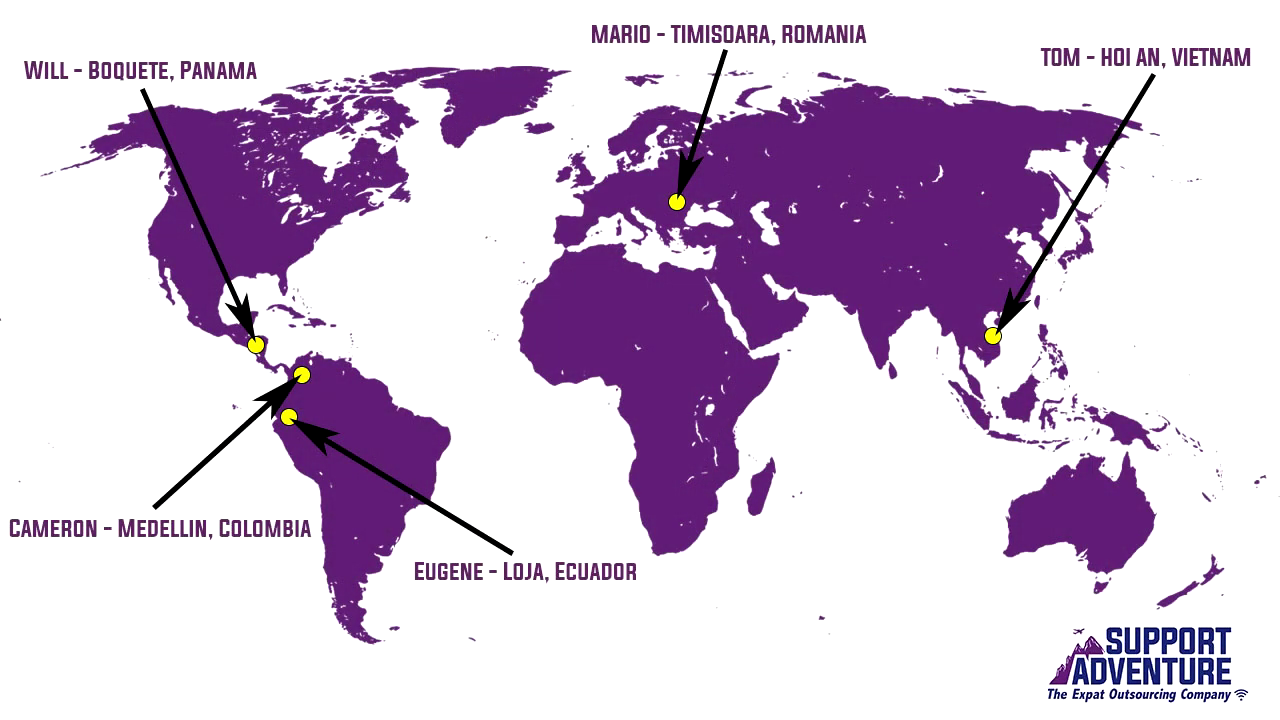 MARIO - TIMISOARA, ROMANIA
TOM - HOI AN, VIETNAM
WILL - BOQUETE, PANAMA
CAMERON - MEDELLIN, COLOMBIA
EUGENE - LOJA, ECUADOR
SUPPORT
ADVENTURE
The Expat Outsourcing Company